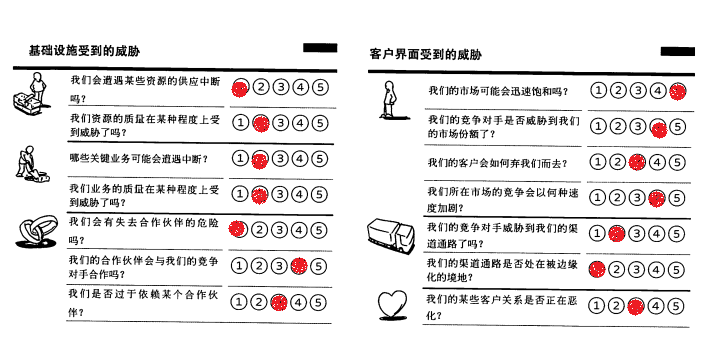 基础设施受到的威胁
我们会遭遇某些资源的供应中断
吗?
② ③ ④ ⑤
我们资源的质量在某种程度上受
到威胁了吗?
① ③ ④ ⑤
哪些关键业务可能会遭遇中断?
① ③ ④ ⑤
我们业务的质量在某种程度上受
到威胁了吗?
① ③ ④ ⑤
我们会有失去合作伙伴的危险
吗?
② ③ ④ ⑤
我们的合作伙伴会与我们的竞争
对手合作吗?
① ② ③ ⑤
我们是否过于依赖某个合作伙
伴?
① ② ④ ⑤
客户界面受到的威胁
我们的市场可能会迅速饱和吗?
① ② ③ ④
我们的竞争对手是否威胁到我们
的市场份额了?
① ② ③ ⑤
我们的客户会如何弃我们而去?
① ② ④ ⑤
我们所在市场的竞争会以何种速
度加剧?
① ② ③ ⑤
我们的竞争对手威胁到我们的渠
道通路了吗?
① ③ ④ ⑤
我们的渠道通路是否处在被边缘
化的境地?
② ③ ④ ⑤
我们的某些客户关系是否正在恶
化?
① ② ④ ⑤